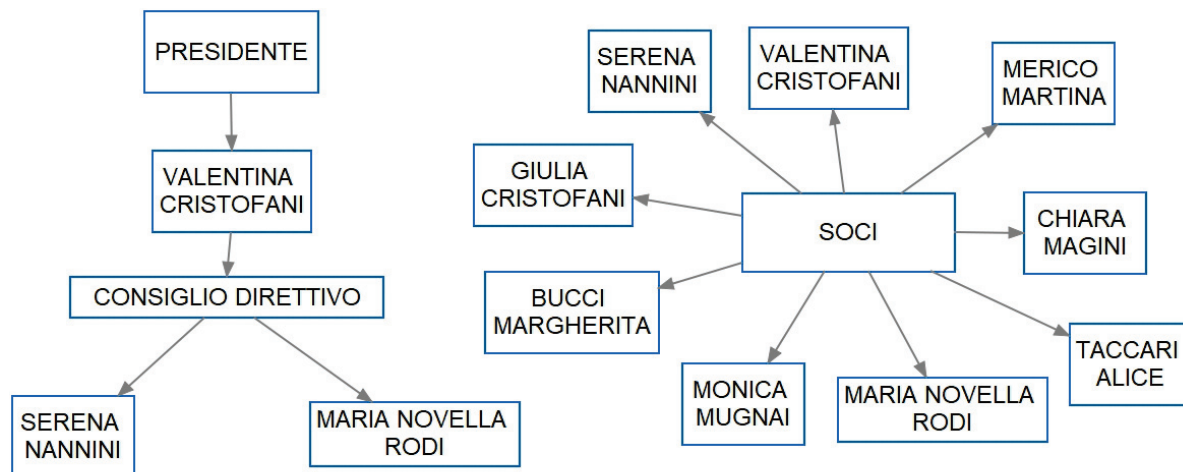 PRESIDENTE
VALENTINA
CRISTOFANI
CONSIGLIO DIRETTIVO
SERENA
NANNINI
MARIA NOVELLA
RODI
SERENA
NANNINI
VALENTINA
CRISTOFANI
MERICO
MARTINA
GIULIA
CRISTOFANI
SOCI
CHIARA
MAGINI
BUCCI
MARGHERITA
MONICA
MUGNAI
MARIA NOVELLA
RODI
TACCARI
ALICE